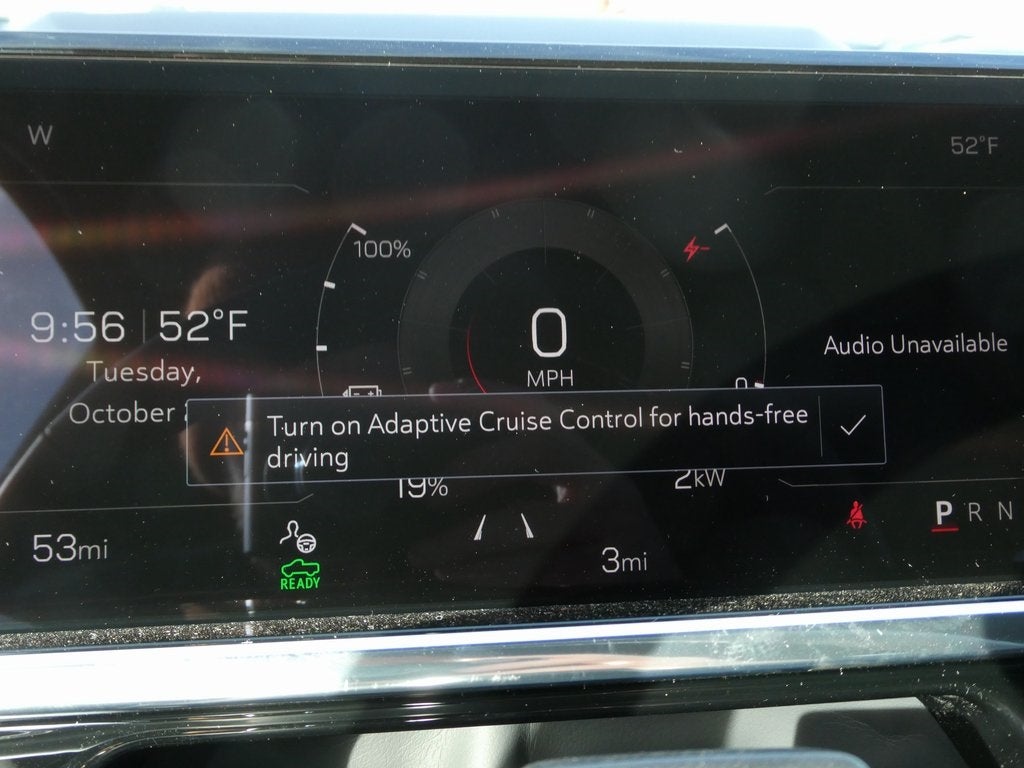 W
52°F
100%
9:56 | 52°F
Tuesday,
October
0
MPH
Audio Unavailable
0
Turn on Adaptive Cruise Control for hands-free
driving
19%
2kW
53mi
READY
3mi
P R N